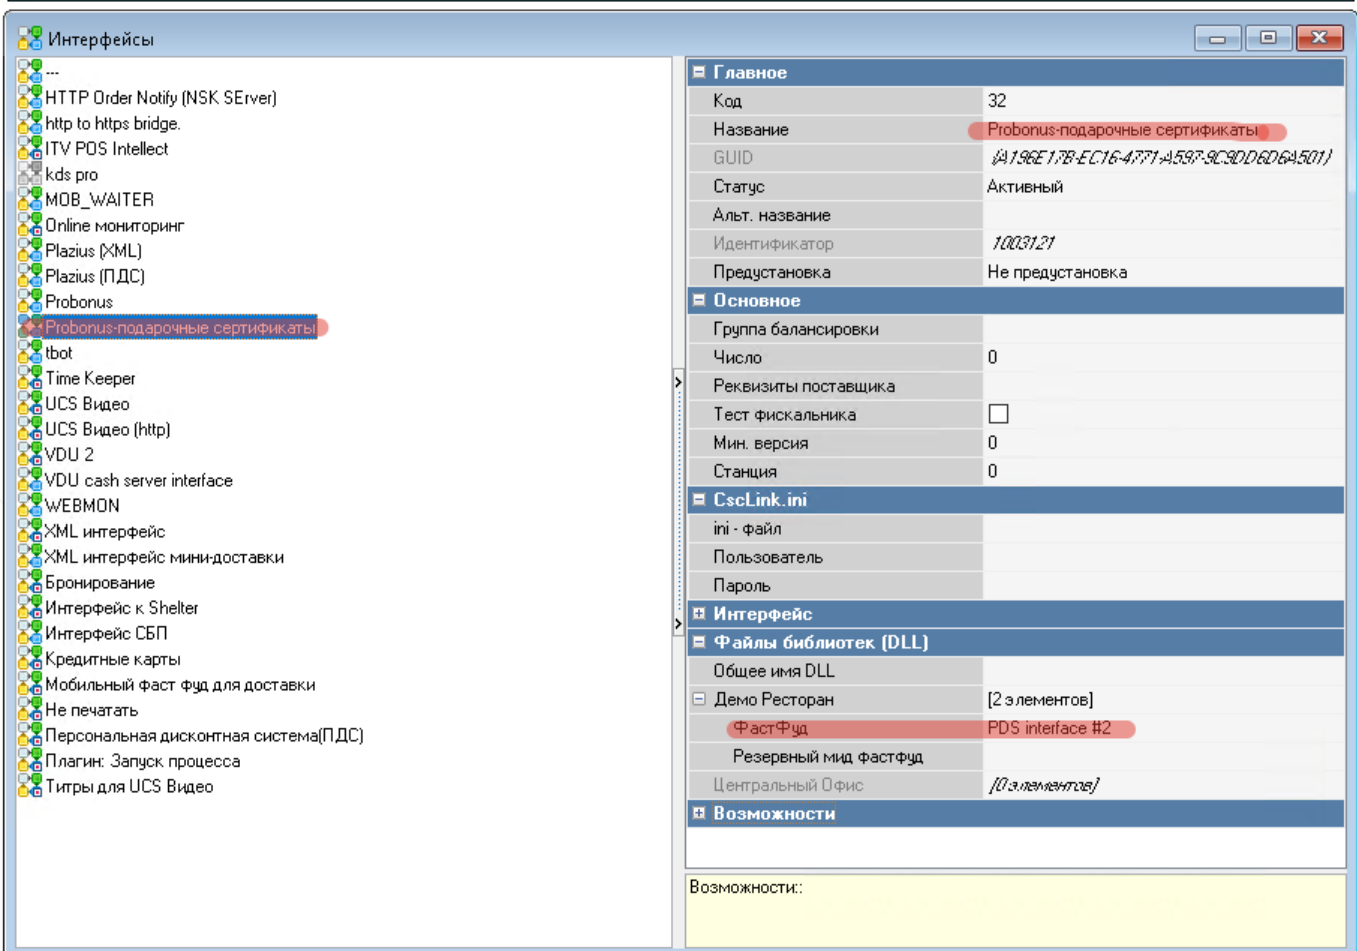 Интерфейсы
---
HTTP Order Notify (NSK SErver)
http to https bridge.
ITV POS Intellect
kds pro
MOB_WAITER
Online мониторинг
Plazius (XML)
Plazius (ПДС)
Probonus
Probonus-подарочные сертификаты
tbot
Time Keeper
UCS Видео
UCS Видео (http)
VDU 2
VDU cash server interface
WEBMON
XML интерфейс
XML интерфейс мини-доставки
Бронирование
Интерфейс к Shelter
Интерфейс СБП
Кредитные карты
Мобильный фаст фуд для доставки
Не печатать
Персональная дисконтная система(ПДС)
Плагин: Запуск процесса
Титры для UCS Видео
Главное
Код 32
Название Probonus-подарочные сертификаты
GUID {A196E17B-EC16-4771-A597-9C9DD6D6A501}
Статус Активный
Альт. название
Идентификатор 1003121
Предустановка Не предустановка
Основное
Группа балансировки
Число 0
Реквизиты поставщика
Тест фискальника
Мин. версия 0
Станция 0
CscLink.ini
ini - файл
Пользователь
Пароль
Интерфейс
Файлы библиотек (DLL)
Общее имя DLL
Демо Ресторан [2 элементов]
ФастФуд PDS interface #2
Резервный мид фастфуд
Центральный Офис [0 элементов]
Возможности
Возможности::